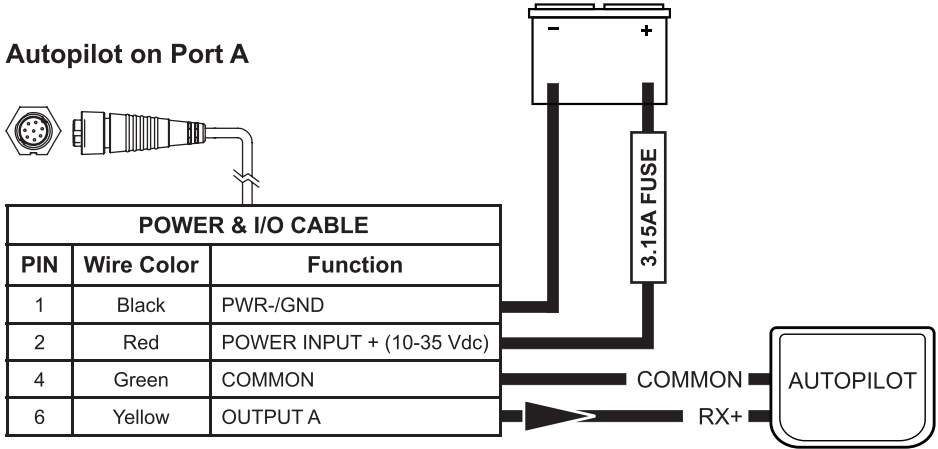 Autopilot on Port A
- +
3.15A FUSE
POWER & I/O CABLE
PIN Wire Color Function
1 Black PWR-/GND
2 Red POWER INPUT + (10-35 Vdc)
4 Green COMMON
6 Yellow OUTPUT A
COMMON
RX+
AUTOPILOT